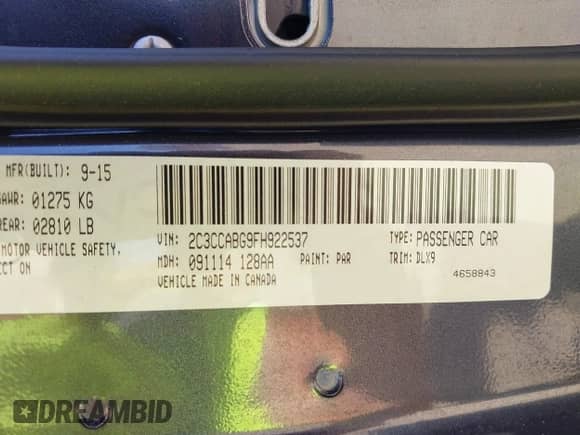 MFR(BUILT): 9-15
GAWR: 01275 KG
REAR: 02810 LB
MOTOR VEHICLE SAFETY,
ECT ON
VIN: 2C3CCABG9FH922537
TYPE: PASSENGER CAR
MDH: 091114 128AA
PAINT: PAR
TRIM: DLX9
VEHICLE MADE IN CANADA
4658843
DREAMBID